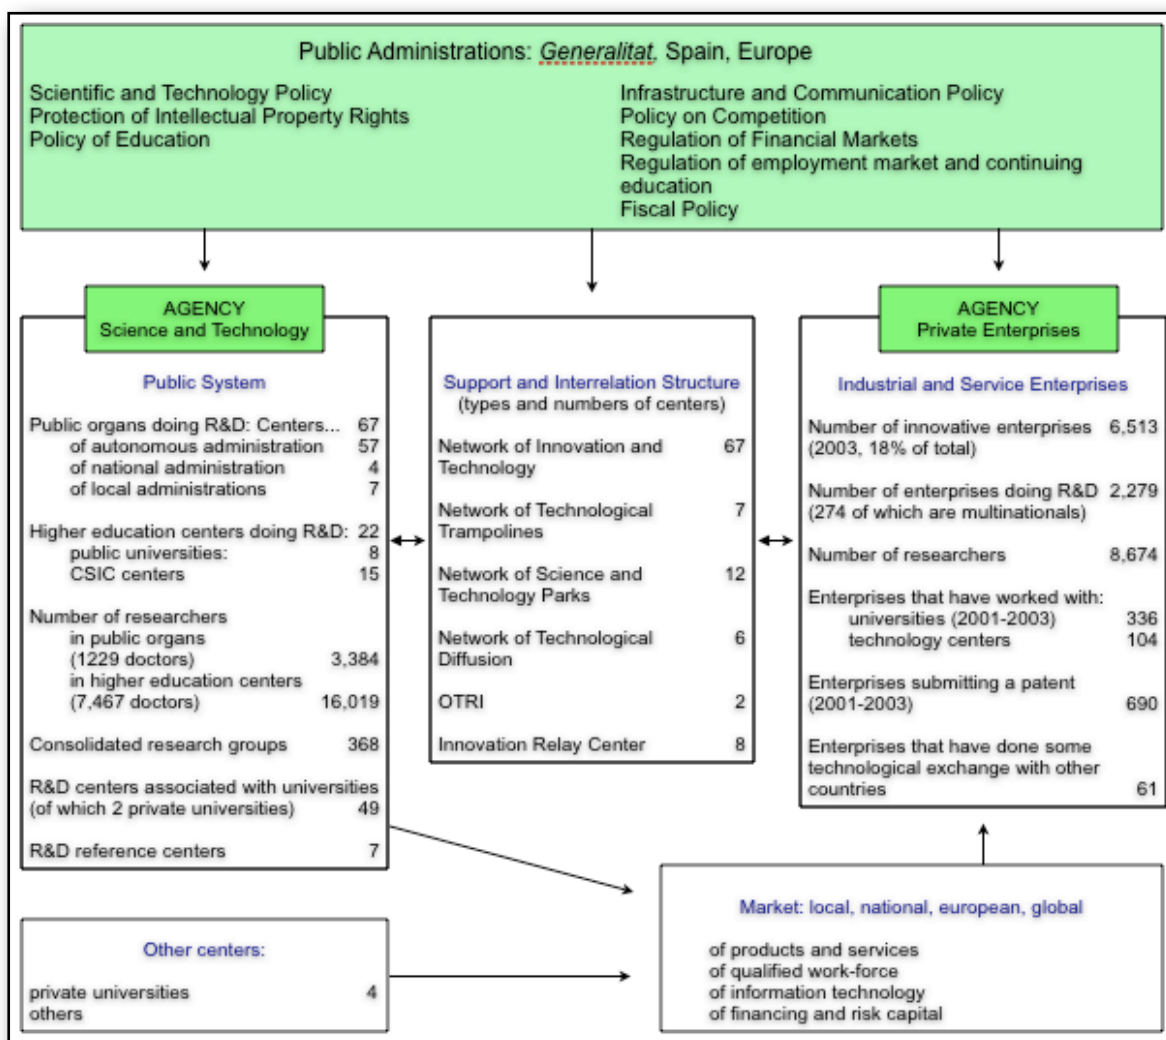 Public Administrations: Generalitat, Spain, Europe
Scientific and Technology Policy
Protection of Intellectual Property Rights
Policy of Education
Infrastructure and Communication Policy
Policy on Competition
Regulation of Financial Markets
Regulation of employment market and continuing
education
Fiscal Policy
AGENCY
Science and Technology
Public System
Public organs doing R&D: Centers... 67
of autonomous administration 57
of national administration 4
of local administrations 7
Higher education centers doing R&D: 22
public universities: 8
CSIC centers 15
Number of researchers
in public organs
(1229 doctors) 3,384
in higher education centers
(7,467 doctors) 16,019
Consolidated research groups 368
R&D centers associated with universities
(of which 2 private universities) 49
R&D reference centers 7
Support and Interrelation Structure
(types and numbers of centers)
Network of Innovation and 67
Technology
Network of Technological 7
Trampolines
Network of Science and 12
Technology Parks
Network of Technological 6
Diffusion
OTRI 2
Innovation Relay Center 8
AGENCY
Private Enterprises
Industrial and Service Enterprises
Number of innovative enterprises 6,513
(2003, 18% of total)
Number of enterprises doing R&D 2,279
(274 of which are multinationals)
Number of researchers 8,674
Enterprises that have worked with:
universities (2001-2003) 336
technology centers 104
Enterprises submitting a patent
(2001-2003) 690
Enterprises that have done some
technological exchange with other
countries 61
Other centers:
private universities 4
others
Market: local, national, european, global
of products and services
of qualified work-force
of information technology
of financing and risk capital